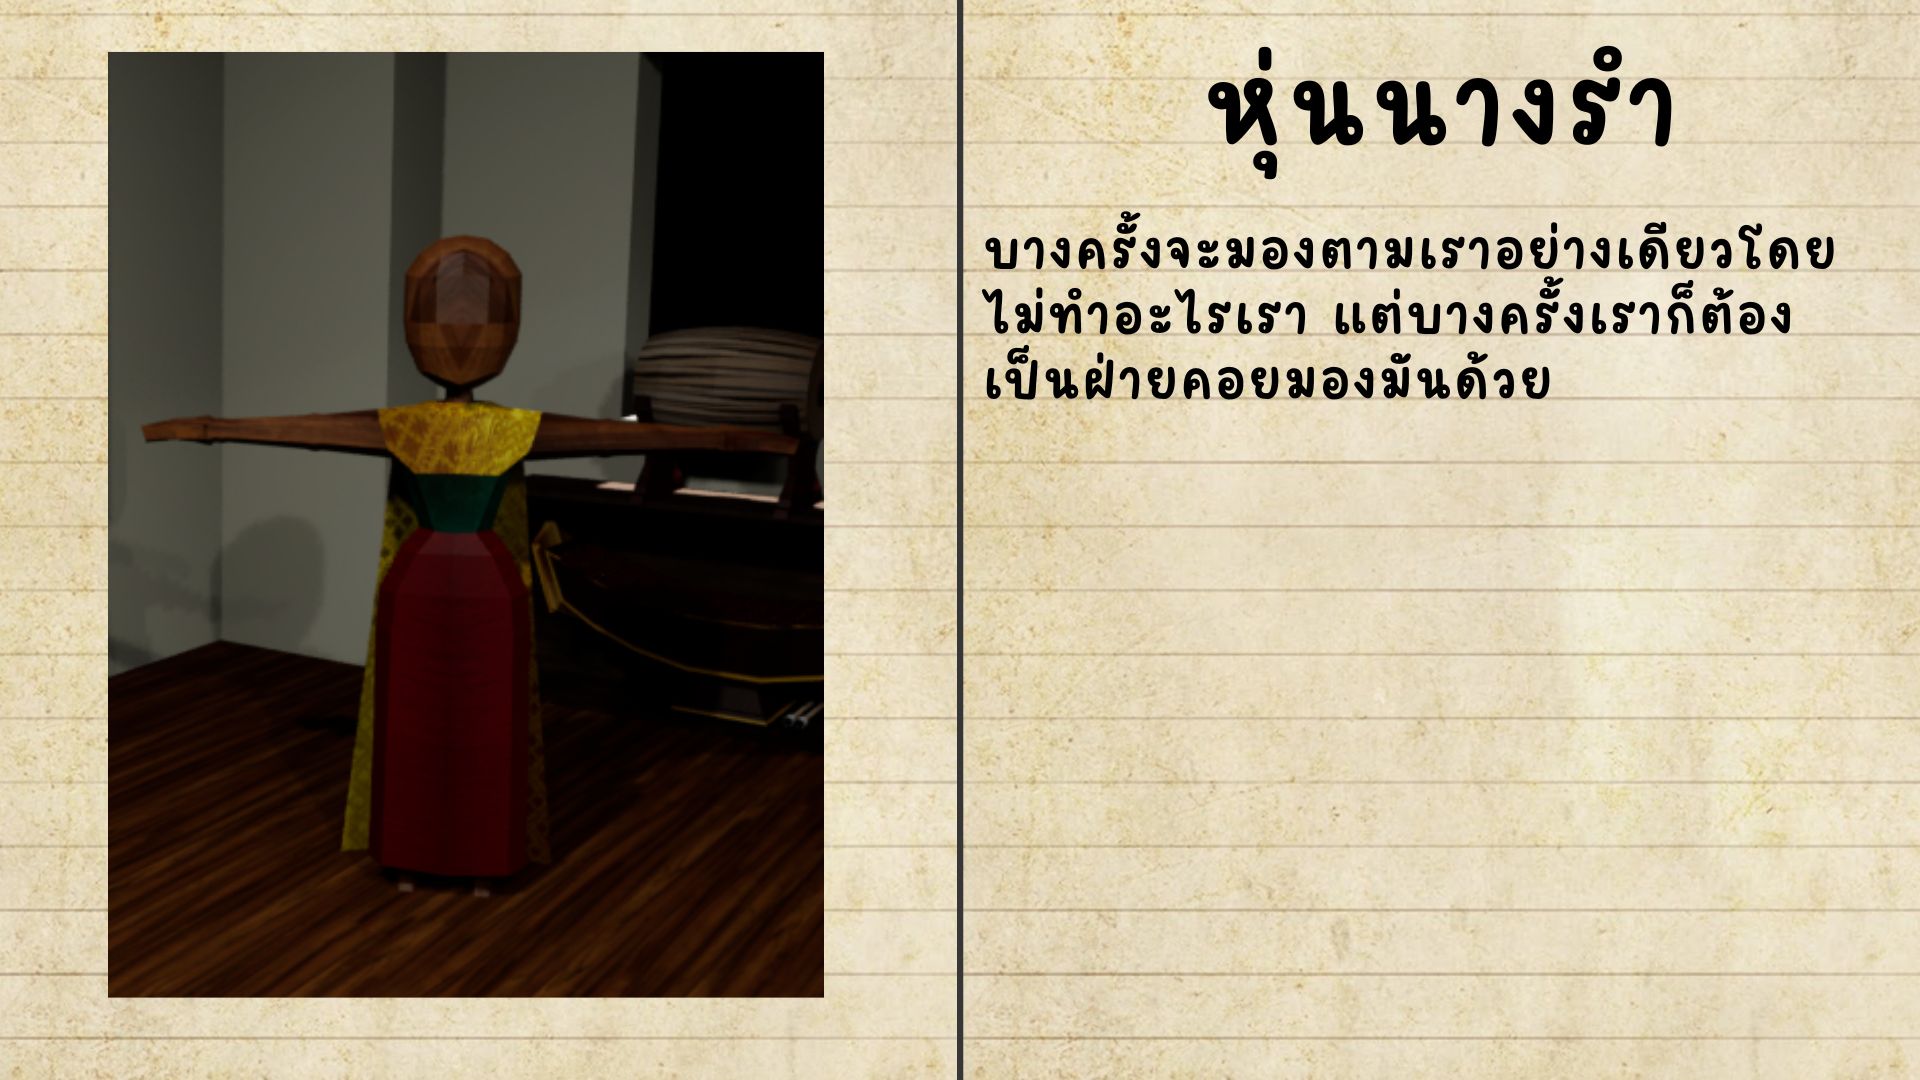 หุ่นนางรำ
บางครั้งจะมองตามเราอย่างเดียวโดย
ไม่ทำอะไรเรา แต่บางครั้งเราก็ต้อง
เป็นฝ่ายคอยมองมันด้วย